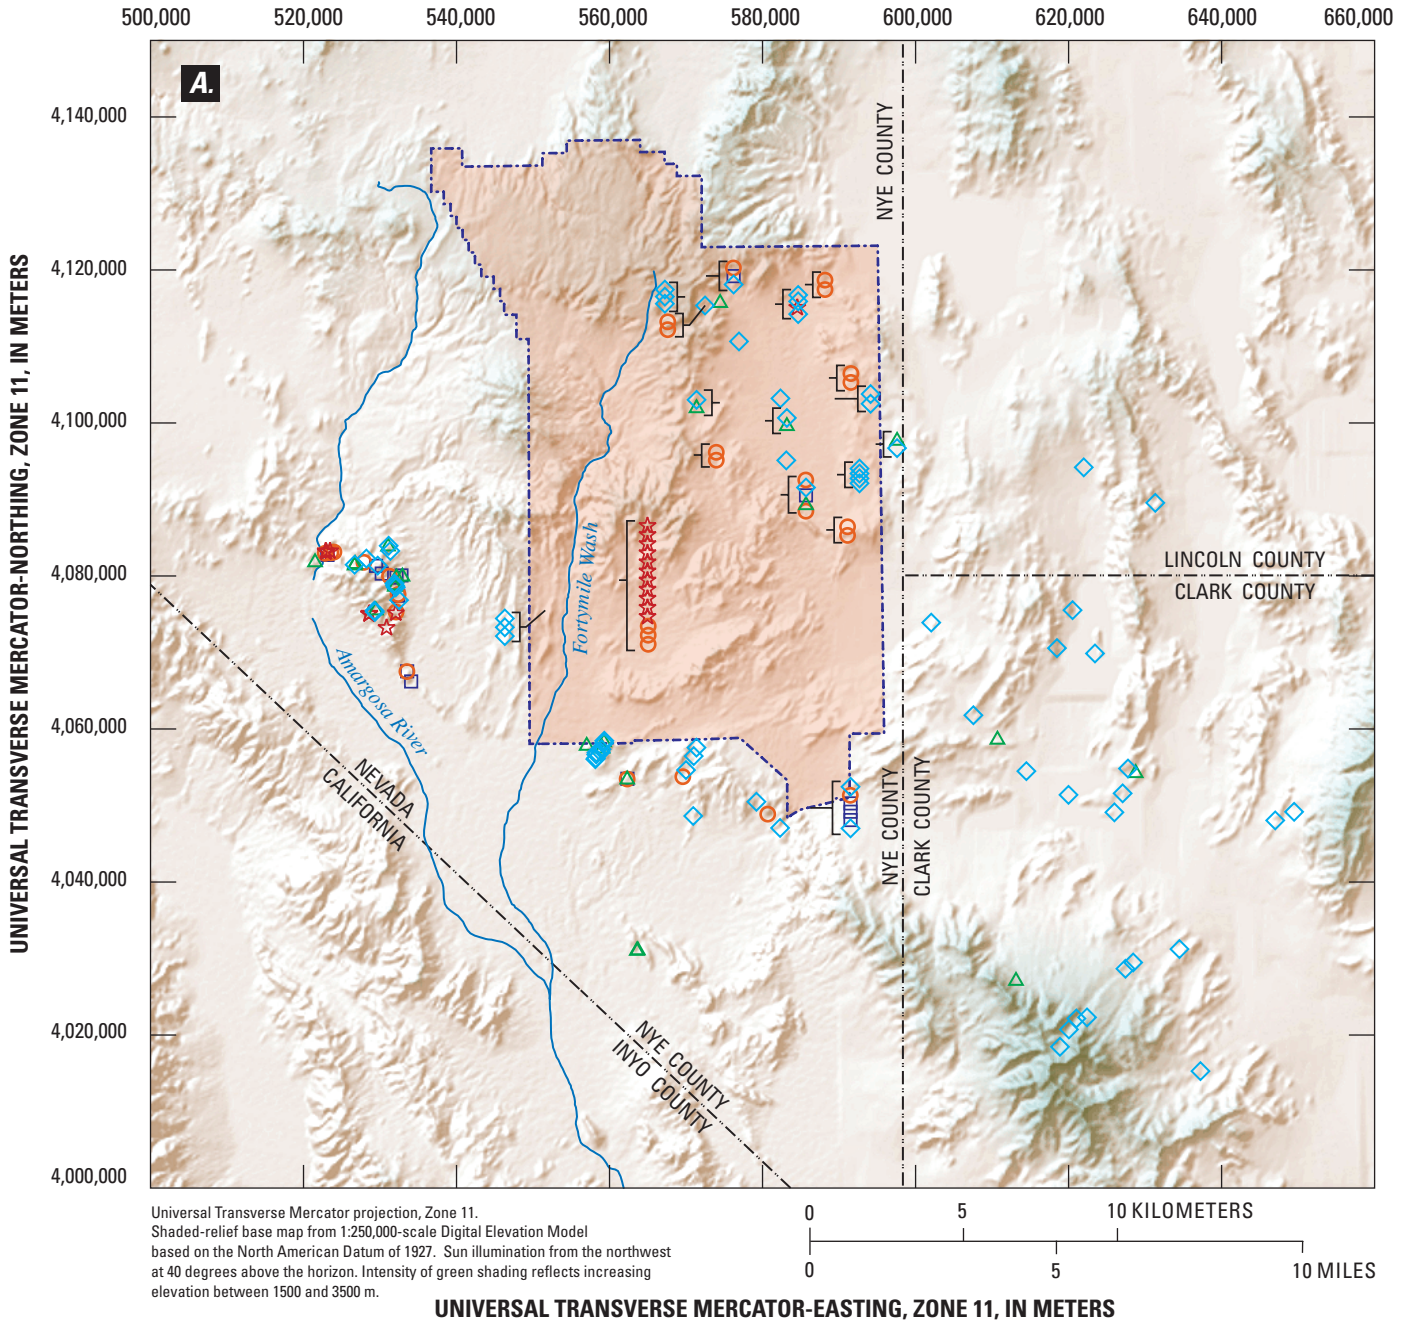 500,000 520,000 540,000 560,000 580,000 600,000 620,000 640,000 660,000
A.
4,140,000
4,120,000
4,100,000
4,080,000
4,060,000
4,040,000
4,020,000
4,000,000
UNIVERSAL TRANSVERSE MERCATOR-NORTHING, ZONE 11, IN METERS
NYE COUNTY
LINCOLN COUNTY
CLARK COUNTY
Fortymile Wash
Amargosa River
NEVADA
CALIFORNIA
NYE COUNTY
CLARK COUNTY
NYE COUNTY
INYO COUNTY
Universal Transverse Mercator projection, Zone 11.
Shaded-relief base map from 1:250,000-scale Digital Elevation Model
based on the North American Datum of 1927. Sun illumination from the northwest
at 40 degrees above the horizon. Intensity of green shading reflects increasing
elevation between 1500 and 3500 m.
0 5 10 KILOMETERS
0 5 10 MILES
UNIVERSAL TRANSVERSE MERCATOR-EASTING, ZONE 11, IN METERS